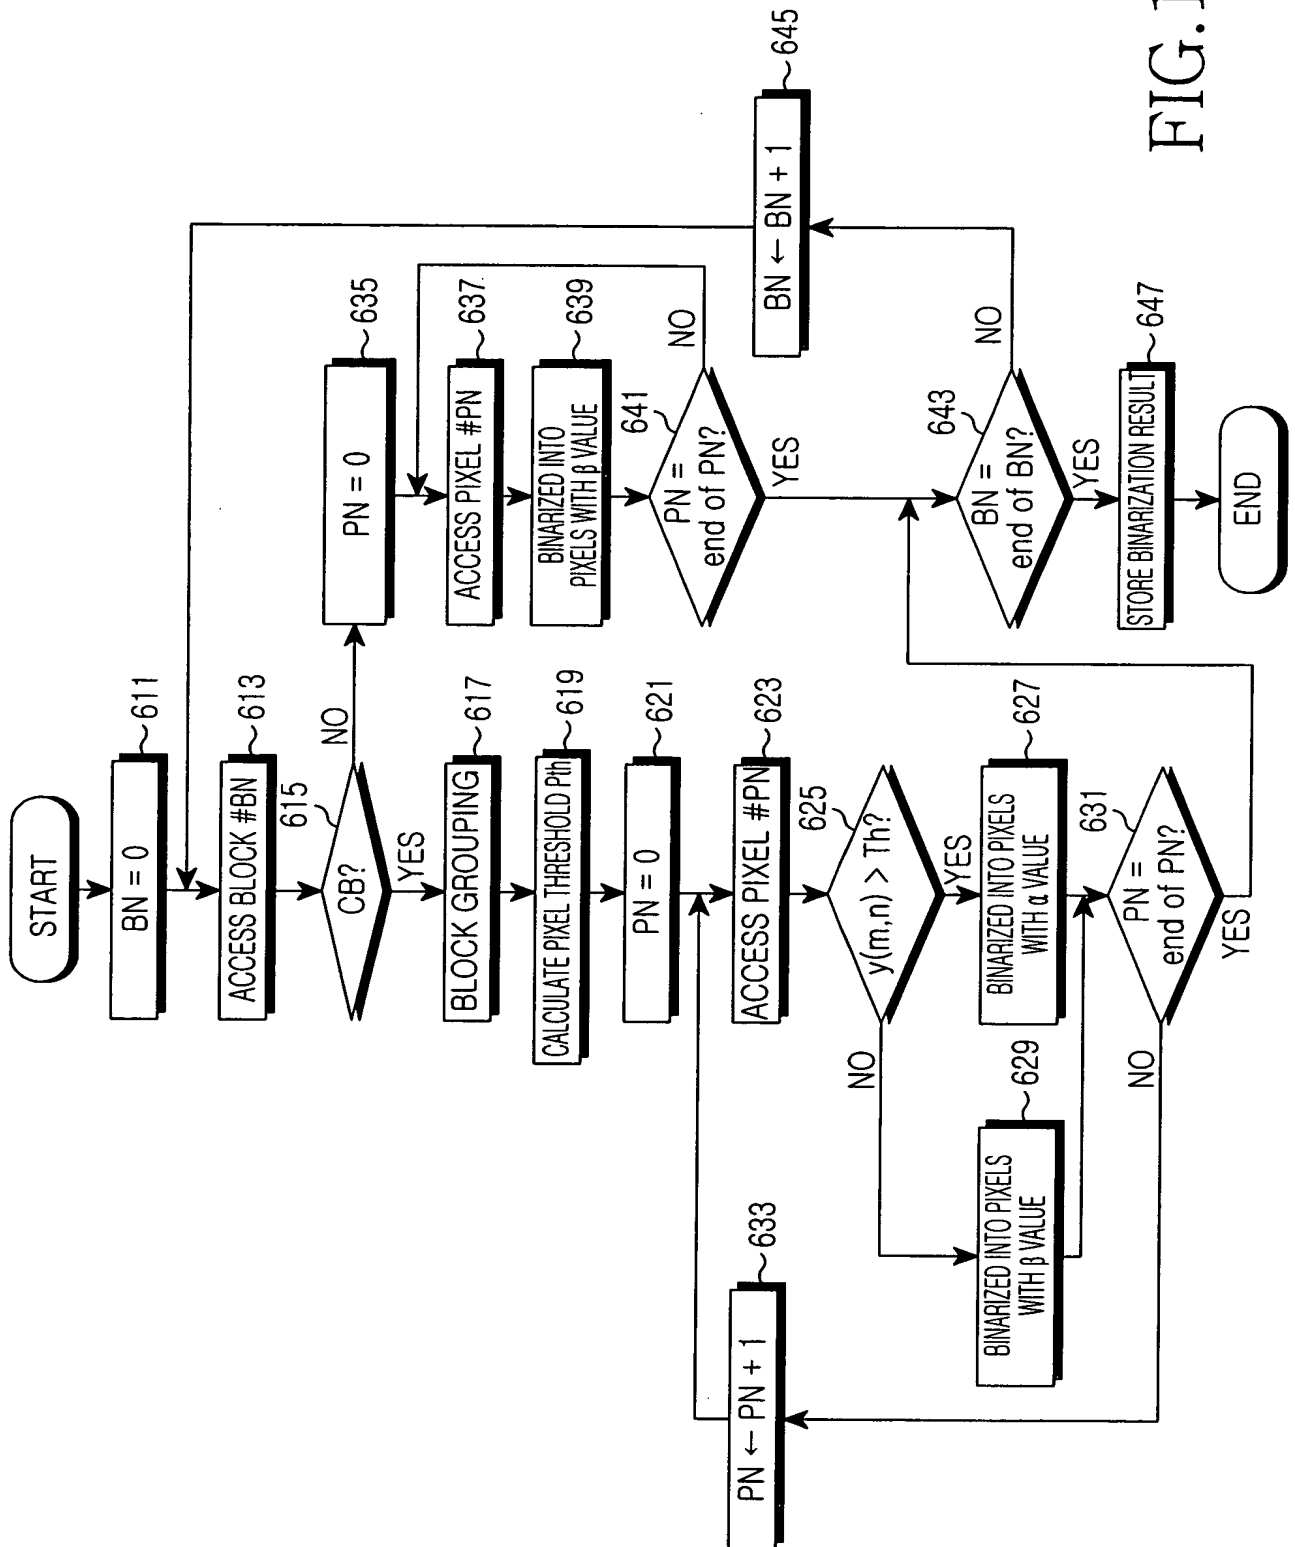 START
BN = 0
611
ACCESS BLOCK #BN
613
CB?
615
NO
YES
BLOCK GROUPING
617
CALCULATE PIXEL THRESHOLD Pth
619
PN = 0
621
ACCESS PIXEL #PN
623
y(m,n) > Th?
625
NO
YES
BINARIZED INTO PIXELS
WITH α VALUE
627
BINARIZED INTO PIXELS
WITH β VALUE
629
PN =
end of PN?
631
NO
YES
PN ← PN + 1
633
PN = 0
635
ACCESS PIXEL #PN
637
BINARIZED INTO
PIXELS WITH β VALUE
639
PN =
end of PN?
641
NO
YES
BN =
end of BN?
643
NO
YES
BN ← BN + 1
645
STORE BINARIZATION RESULT
647
END
FIG.